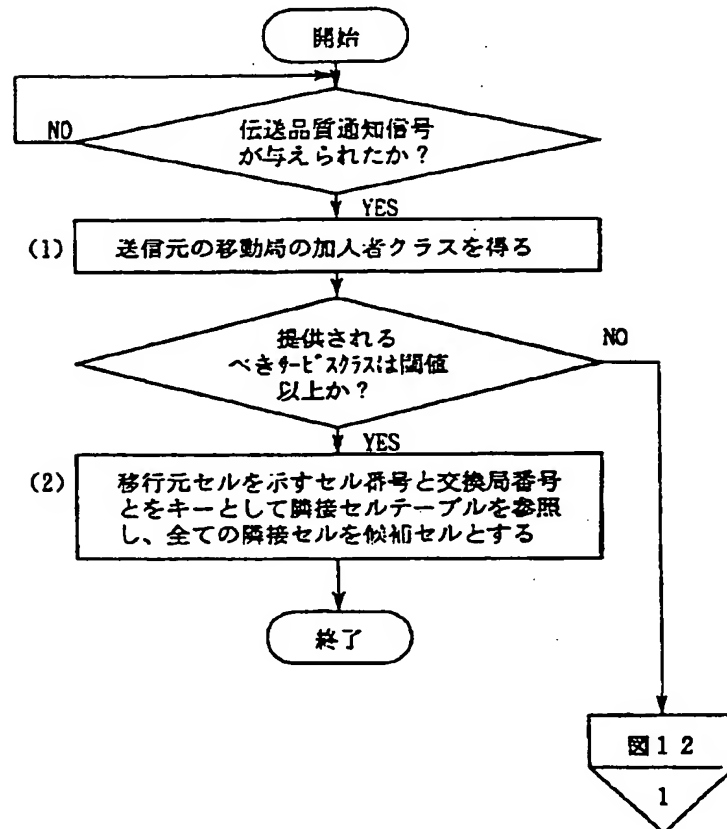 開始
伝送品質通知信号
が与えられたか？
NO
YES
(1) 送信元の移動局の加入者クラスを得る
提供される
べきｻｰﾋﾞｽｸﾗｽは閾値
以上か？
NO
YES
(2) 移行元セルを示すセル番号と交換局番号
とをキーとして隣接セルテーブルを参照
し、全ての隣接セルを候補セルとする
終了
図１２
1